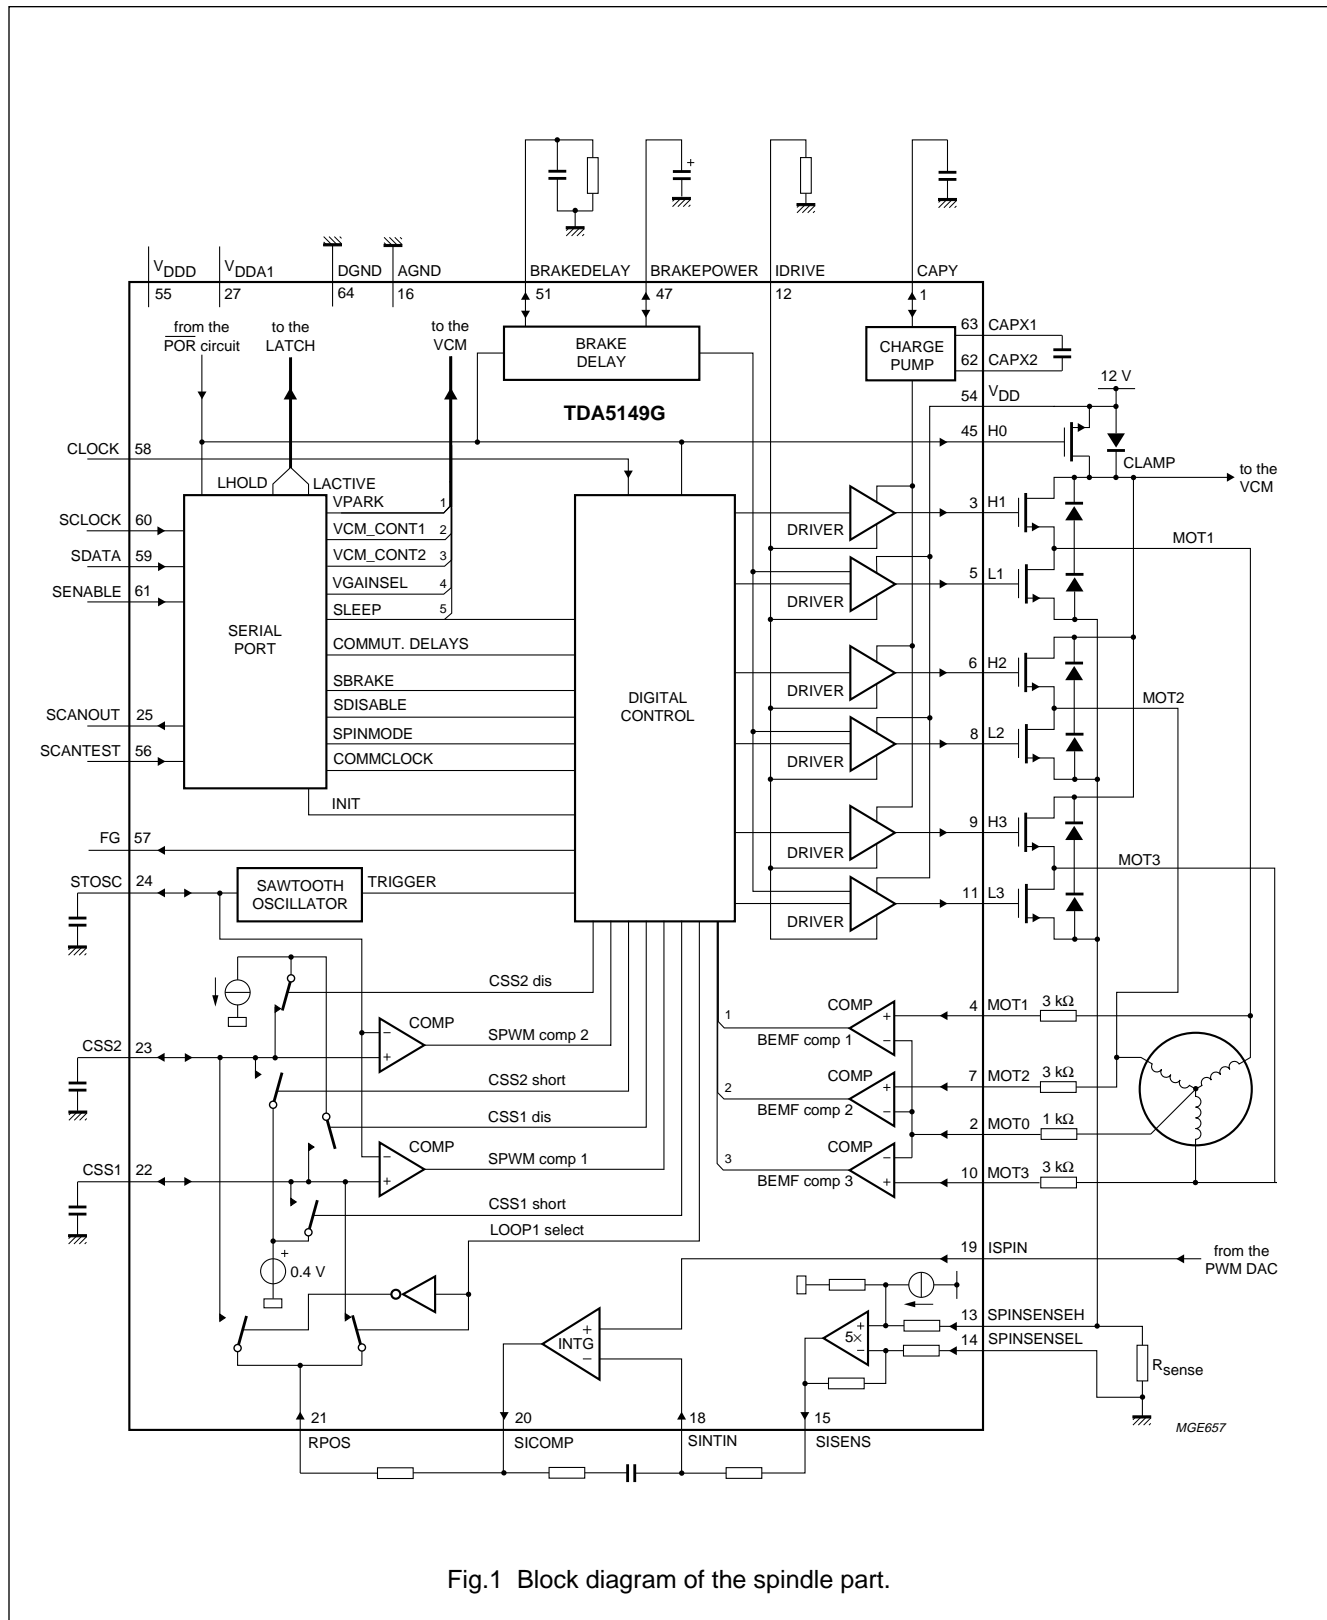 VDDD
55
VDDA1
27
DGND
64
AGND
16
BRAKEDELAY
51
BRAKEPOWER
47
IDRIVE
12
CAPY
1
from the
POR circuit
to the
LATCH
to the
VCM
BRAKE
DELAY
CHARGE
PUMP
63 CAPX1
62 CAPX2
12 V
54 VDD
TDA5149G
45 H0
CLOCK 58
CLAMP
to the
VCM
LHOLD
LACTIVE
VPARK 1
VCM_CONT1 2
VCM_CONT2 3
VGAINSEL 4
SLEEP 5
SCLOCK 60
SDATA 59
SENABLE 61
SERIAL
PORT
COMMUT. DELAYS
SBRAKE
SDISABLE
SPINMODE
COMMCLOCK
INIT
SCANOUT 25
SCANTEST 56
DIGITAL
CONTROL
DRIVER
3 H1
MOT1
DRIVER
5 L1
DRIVER
6 H2
MOT2
DRIVER
8 L2
DRIVER
9 H3
MOT3
DRIVER
11 L3
FG 57
STOSC 24
SAWTOOTH
OSCILLATOR
TRIGGER
CSS2 dis
COMP
−
+
SPWM comp 2
CSS2 23
CSS2 short
CSS1 dis
COMP
−
+
SPWM comp 1
CSS1 22
CSS1 short
LOOP1 select
+
0.4 V
COMP
+
−
1
BEMF comp 1
4 MOT1 3 kΩ
COMP
+
−
2
BEMF comp 2
7 MOT2 3 kΩ
2 MOT0 1 kΩ
COMP
−
+
3
BEMF comp 3
10 MOT3 3 kΩ
19 ISPIN
from the
PWM DAC
INTG
+
−
5×
+
−
13 SPINSENSEH
14 SPINSENSEL
Rsense
21
RPOS
20
SICOMP
18
SINTIN
15
SISENS
MGE657
Fig.1 Block diagram of the spindle part.